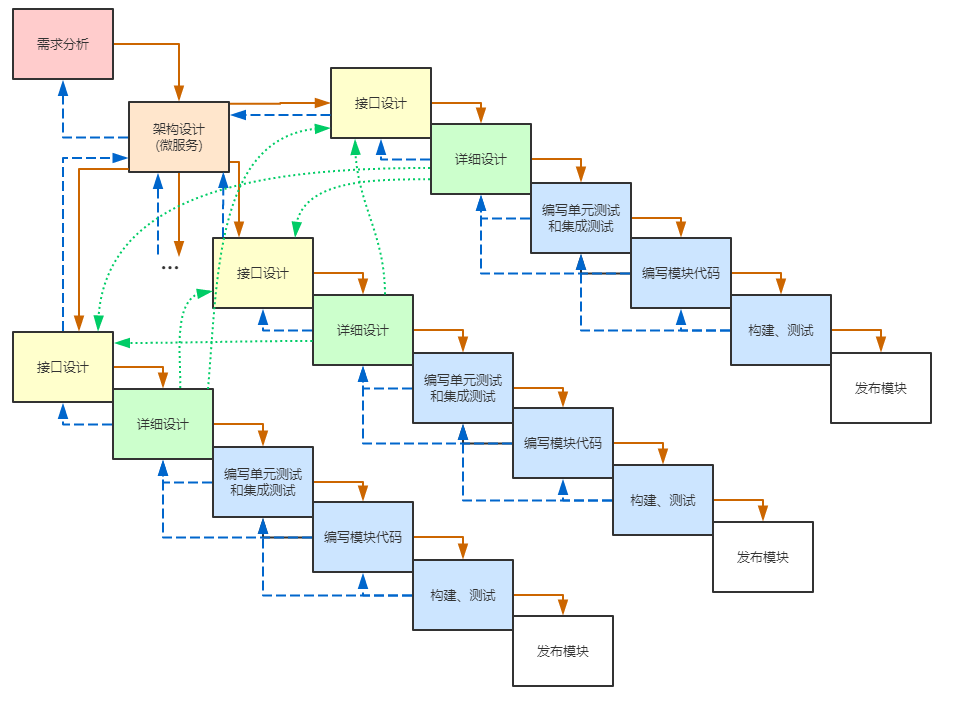 需求分析
架构设计
(微服务)
...
接口设计
详细设计
编写单元测试
和集成测试
编写模块代码
构建、测试
发布模块
接口设计
详细设计
编写单元测试
和集成测试
编写模块代码
构建、测试
发布模块
接口设计
详细设计
编写单元测试
和集成测试
编写模块代码
构建、测试
发布模块